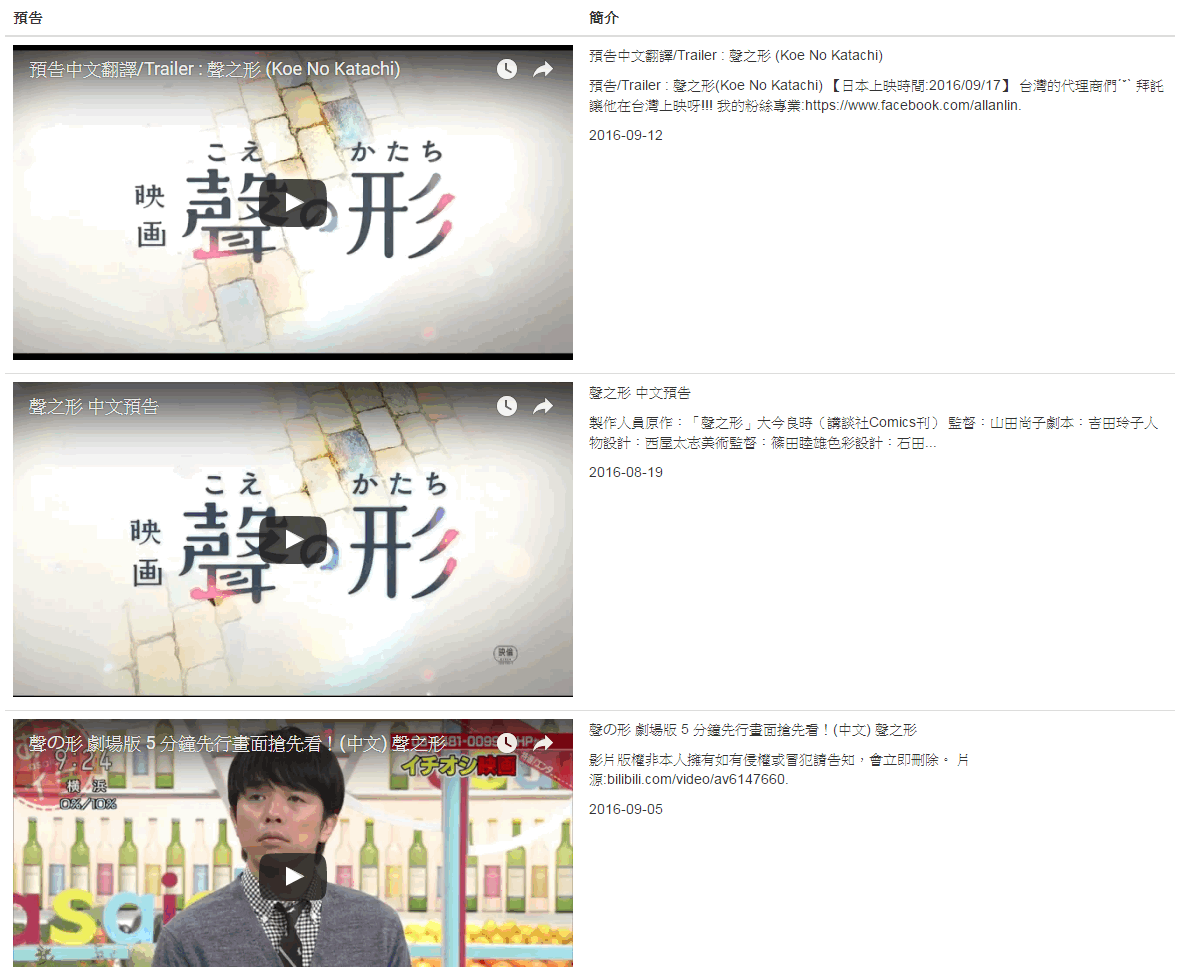 預告
簡介
預告中文翻譯/Trailer : 聲之形 (Koe No Katachi)
こえ かたち
映画 聲の形
預告中文翻譯/Trailer : 聲之形 (Koe No Katachi)
預告/Trailer : 聲之形(Koe No Katachi) 【日本上映時間:2016/09/17】 台灣的代理商們ˊˇˋ 拜託
讓他在台灣上映呀!!! 我的粉絲專業:https://www.facebook.com/allanlin.
2016-09-12
聲之形 中文預告
こえ かたち
映画 聲の形
映倫
聲之形 中文預告
製作人員原作：「聲之形」大今良時（講談社Comics刊） 監督：山田尚子劇本：吉田玲子人
物設計：西屋太志美術監督：篠田睦雄色彩設計：石田...
2016-08-19
聲の形 劇場版 5 分鐘先行畫面搶先看！(中文) 聲之形
9:24
横浜
0%/10%
イチオシ映画
asai
聲の形 劇場版 5 分鐘先行畫面搶先看！(中文) 聲之形
影片版權非本人擁有如有侵權或冒犯請告知，會立即刪除。 片
源:bilibili.com/video/av6147660.
2016-09-05